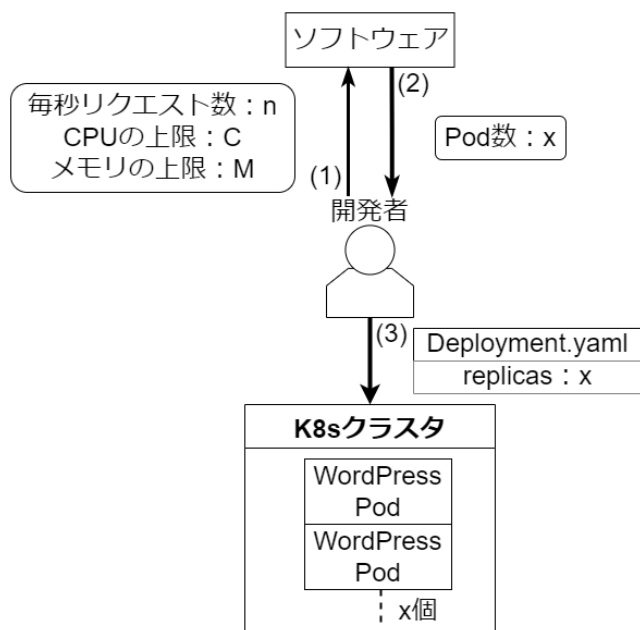 ソフトウェア
毎秒リクエスト数：n
CPUの上限：C
メモリの上限：M
(1)
(2)
Pod数：x
開発者
(3)
Deployment.yaml
replicas：x
K8sクラスタ
WordPress
Pod
WordPress
Pod
x個